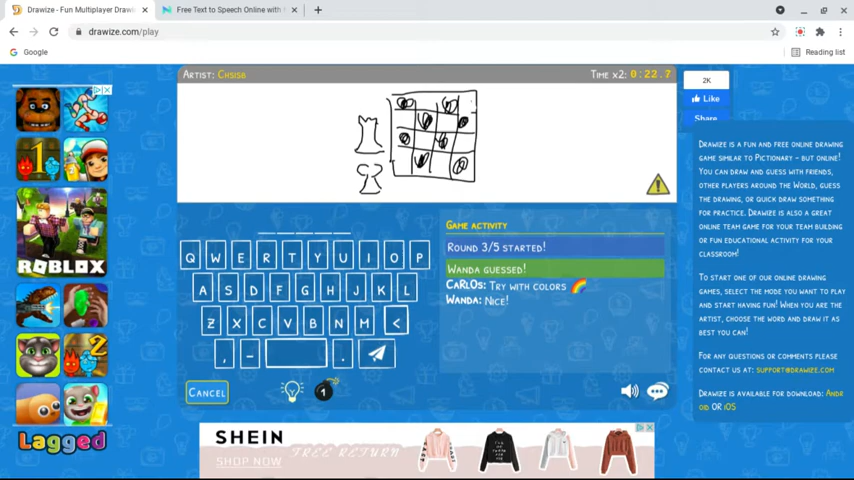 Drawize - Fun Multiplayer Drawi
Free Text to Speech Online with
drawize.com/play
Google
Reading list
Artist: Chsisb
Time x2: 0:22.7
2K
Like
Share
1
ROBLOX
2
Lagged
Drawize is a fun and free online drawing
game similar to Pictionary - but online!
You can draw and guess with friends,
other players around the World, guess
the drawing, or quick draw something
for practice. Drawize is also a great
online team game for your team building
or fun educational activity for your
classroom!
To start one of our online drawing
games, select the mode you want to play
and start having fun! When you are the
artist, choose the word and draw it as
best you can!
For any questions or comments please
contact us at: support@drawize.com
Drawize is available for download: Andr
oid or iOS
Game activity
Round 3/5 started!
Wanda guessed!
Carlos: Try with colors
Wanda: Nice!
Q W E R T Y U I O P
A S D F G H J K L
Z X C V B N M <
, - .
Cancel
1
SHEIN
SHOP NOW
FREE RETURN